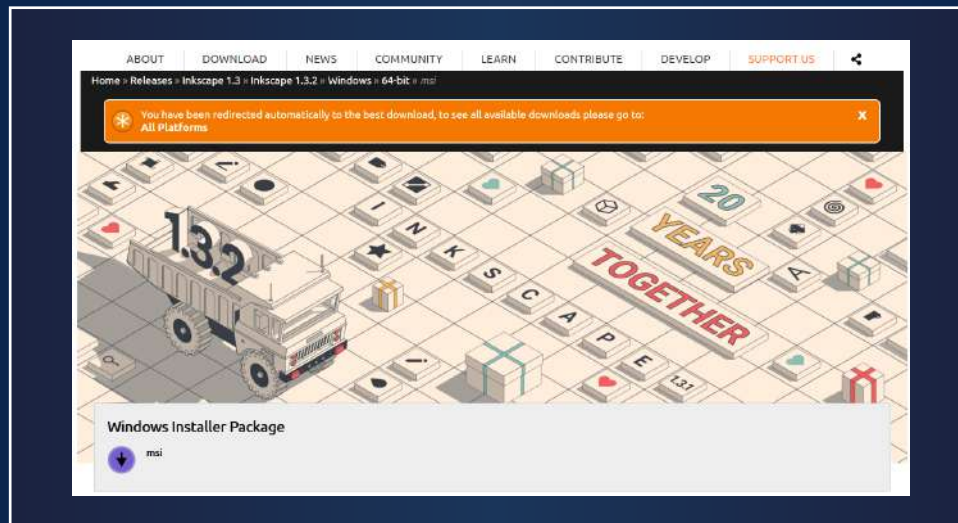 ABOUT DOWNLOAD NEWS COMMUNITY LEARN CONTRIBUTE DEVELOP SUPPORT US
Home » Releases » Inkscape 1.3 » Inkscape 1.3.2 » Windows » 64-bit » msi
You have been redirected automatically to the best download, to see all available downloads please go to:
All Platforms
X
1.3.2
INKSCAPE
1.3.1
20
YEARS
TOGETHER
A
Windows Installer Package
msi